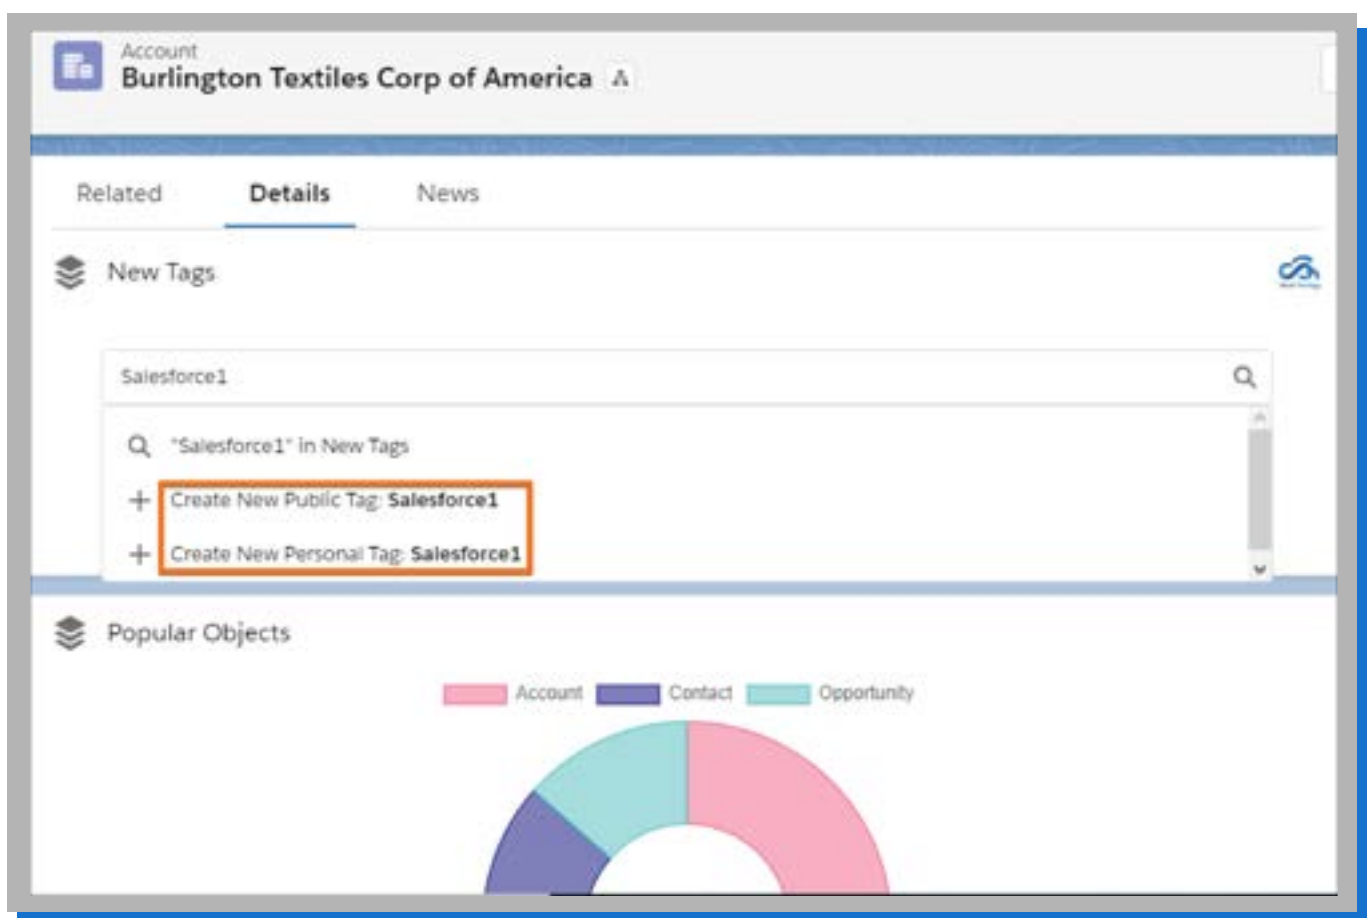 Account
Burlington Textiles Corp of America
Related Details News
New Tags
Salesforce1
"Salesforce1" in New Tags
+ Create New Public Tag: Salesforce1
+ Create New Personal Tag: Salesforce1
Popular Objects
Account Contact Opportunity